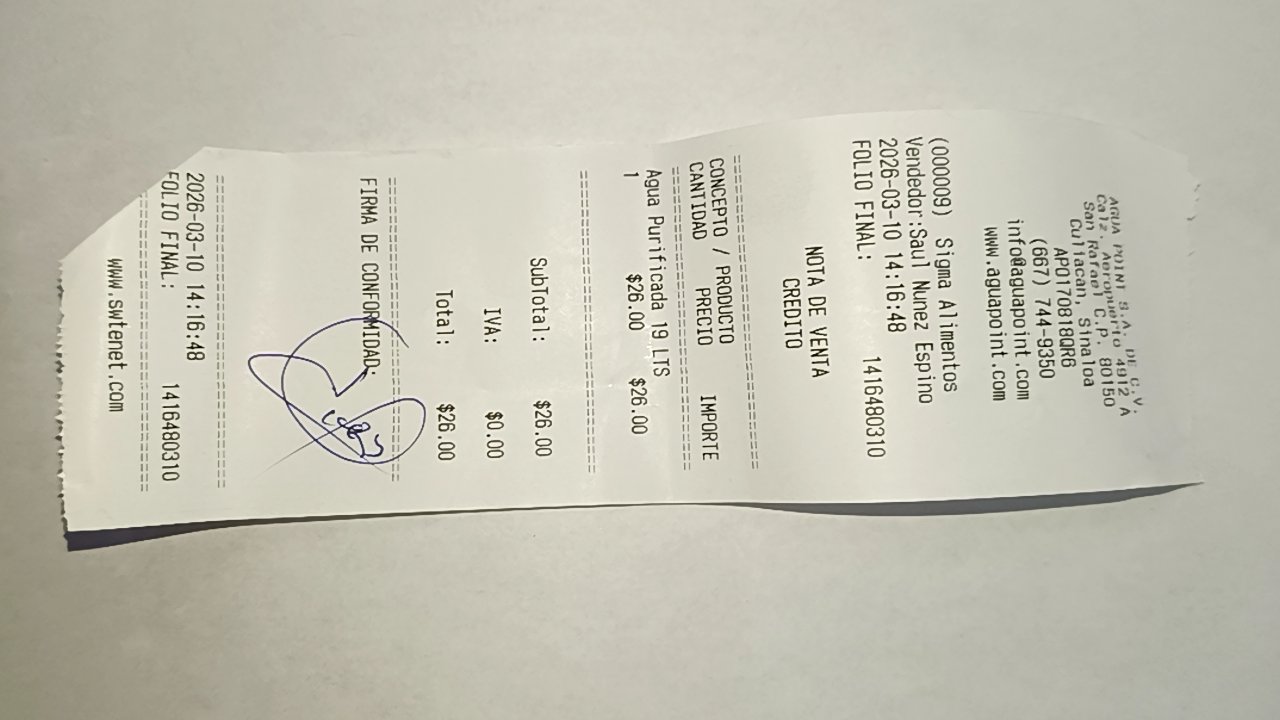 AGUA POINT S.A. DE C.V.
Calz. Aeropuerto 4912 A
San Rafael C.P. 80150
Culiacan, Sinaloa
APO170818QR6
(667) 744-9350
info@aguapoint.com
www.aguapoint.com
(000009) Sigma Alimentos
Vendedor:Saul Nunez Espino
2026-03-10 14:16:48
FOLIO FINAL: 14164480310
NOTA DE VENTA
CREDITO
CONCEPTO / PRODUCTO
CANTIDAD PRECIO IMPORTE
Agua Purificada 19 LTS
1 $26.00 $26.00
SubTotal: $26.00
IVA: $0.00
Total: $26.00
FIRMA DE CONFORMIDAD:
2026-03-10 14:16:48
FOLIO FINAL: 1416480310
www.swtenet.com